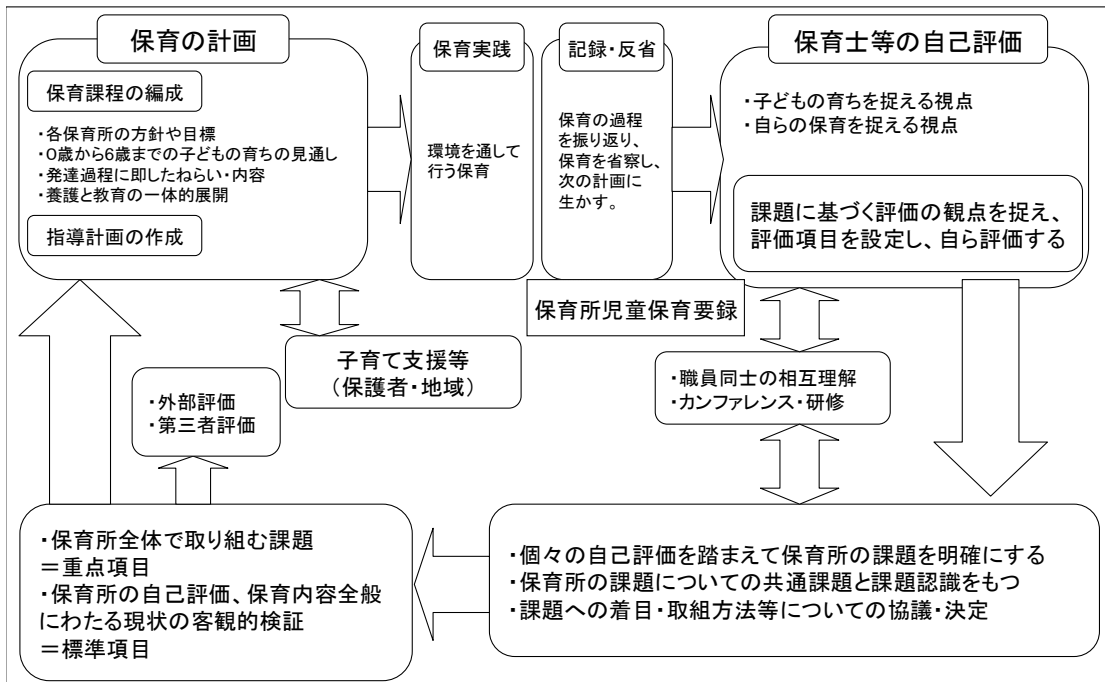 保育の計画
保育課程の編成
・各保育所の方針や目標
・0歳から6歳までの子どもの育ちの見通し
・発達過程に即したねらい・内容
・養護と教育の一体的展開
指導計画の作成
保育実践
環境を通して
行う保育
記録・反省
保育の過程
を振り返り、
保育を省察し、
次の計画に
生かす。
保育士等の自己評価
・子どもの育ちを捉える視点
・自らの保育を捉える視点
課題に基づく評価の観点を捉え、
評価項目を設定し、自ら評価する
保育所児童保育要録
子育て支援等
（保護者・地域）
・職員同士の相互理解
・カンファレンス・研修
・外部評価
・第三者評価
・保育所全体で取り組む課題
＝重点項目
・保育所の自己評価、保育内容全般
にわたる現状の客観的検証
＝標準項目
・個々の自己評価を踏まえて保育所の課題を明確にする
・保育所の課題についての共通課題と課題認識をもつ
・課題への着目・取組方法等についての協議・決定